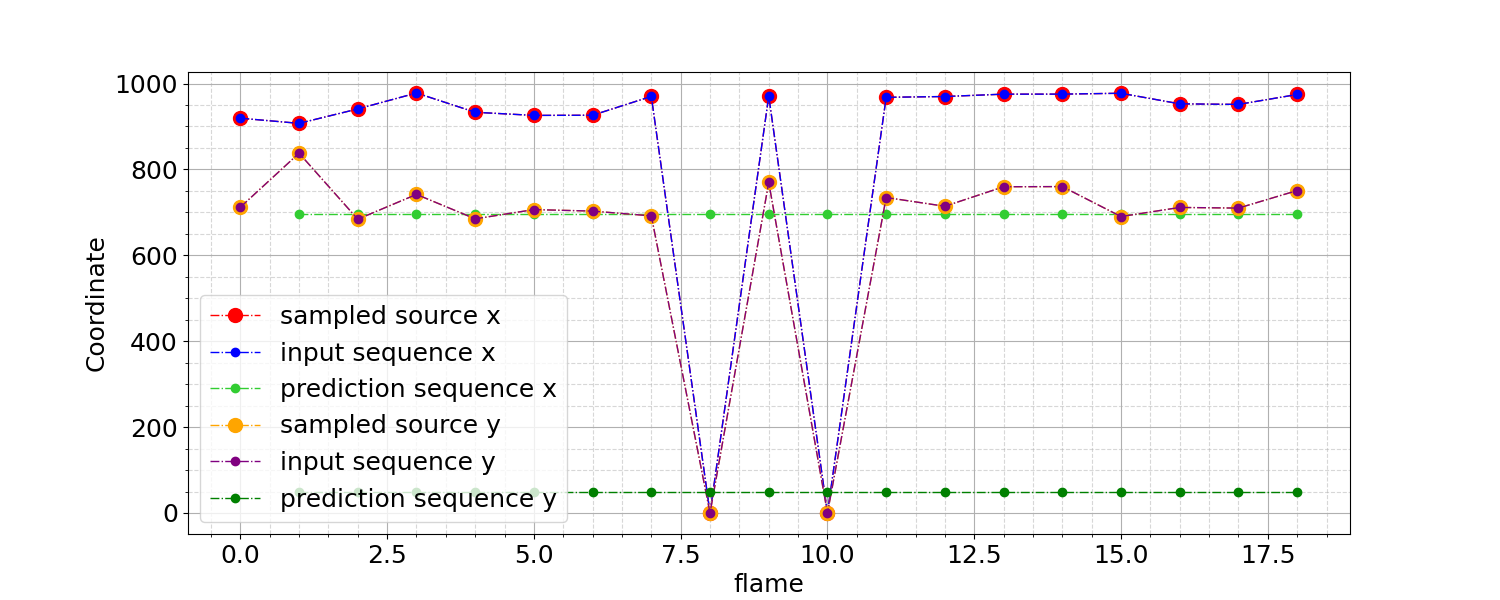 1000
800
600
400
200
0
Coordinate
sampled source x
input sequence x
prediction sequence x
sampled source y
input sequence y
prediction sequence y
0.0 2.5 5.0 7.5 10.0 12.5 15.0 17.5
flame